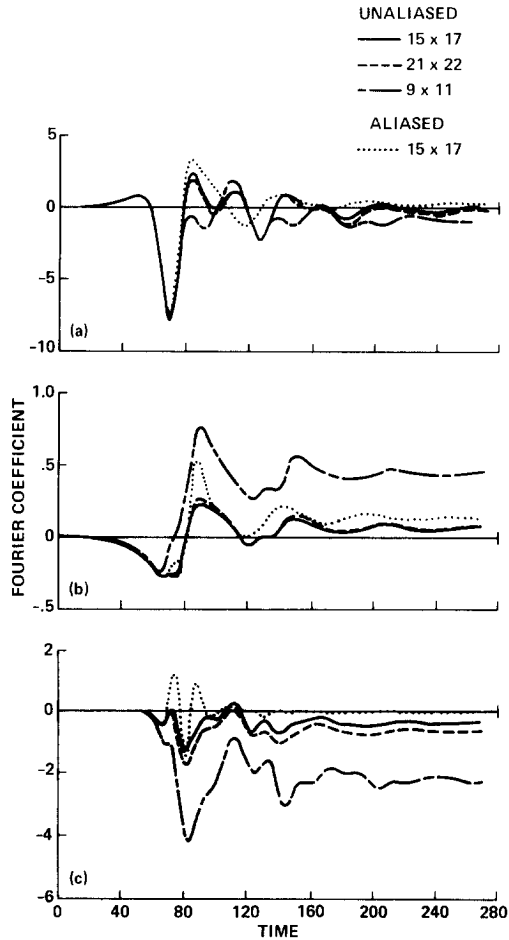 UNALIASED
15 x 17
21 x 22
9 x 11
ALIASED
15 x 17
5
0
-5
-10
(a)
1.0
.5
0
-.5
(b)
FOURIER COEFFICIENT
2
0
-2
-4
-6
(c)
0 40 80 120 160 200 240 280
TIME